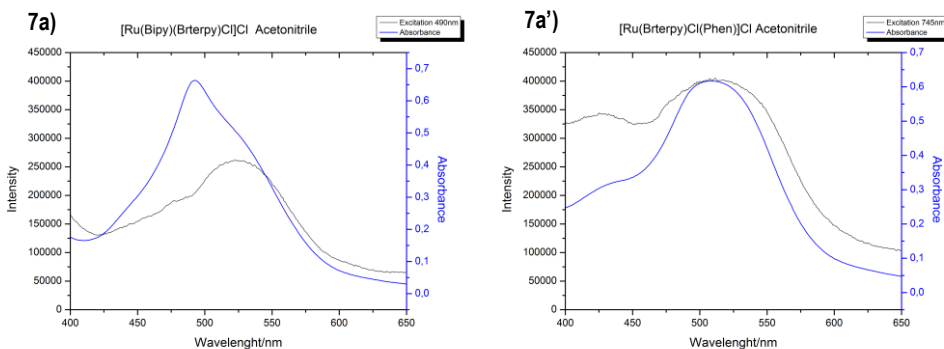 7a)
[Ru(Bipy)(Brterpy)Cl]Cl Acetonitrile
Excitation 490nm
Absorbance
450000
400000
350000
300000
250000
200000
150000
100000
50000
0
Intensity
0,7
0,6
0,5
0,4
0,3
0,2
0,1
0,0
Absorbance
400 450 500 550 600 650
Wavelenght/nm
7a')
[Ru(Brterpy)Cl(Phen)]Cl Acetonitrile
Excitation 745nm
Absorbance
450000
400000
350000
300000
250000
200000
150000
100000
50000
0
Intensity
0,7
0,6
0,5
0,4
0,3
0,2
0,1
0,0
Absorbance
400 450 500 550 600 650
Wavelenght/nm